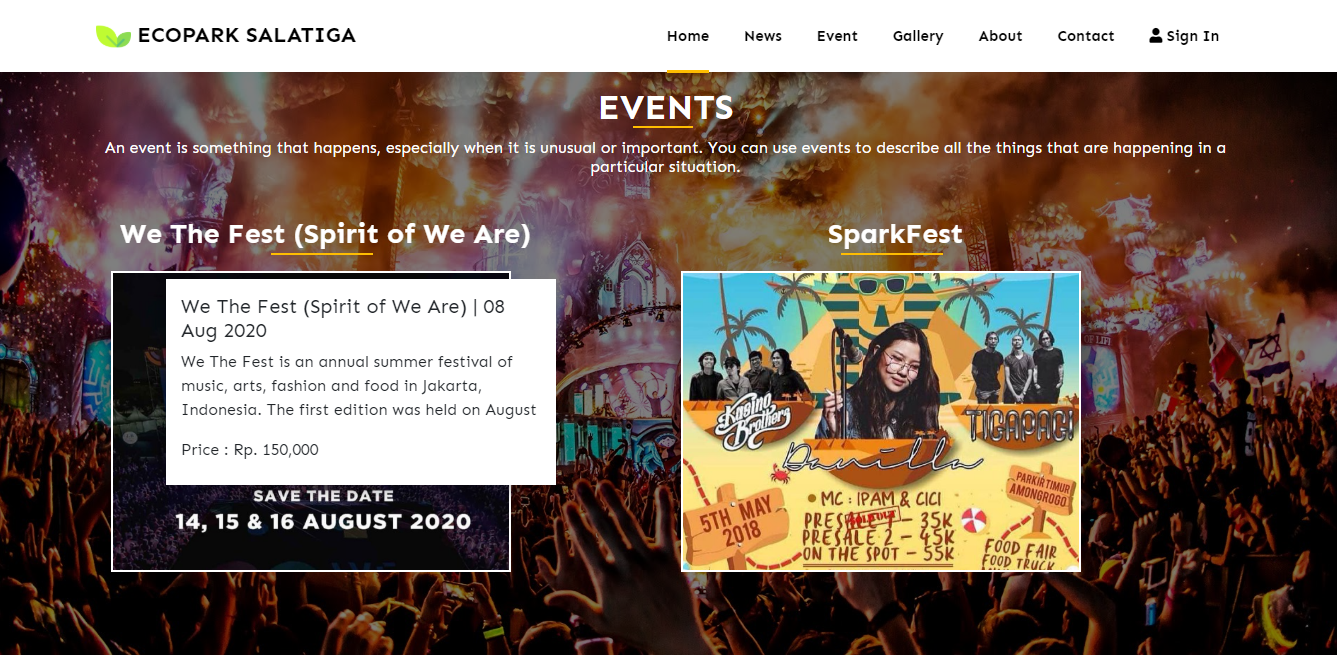 ECOPARK SALATIGA
Home
News
Event
Gallery
About
Contact
Sign In
EVENTS
An event is something that happens, especially when it is unusual or important. You can use events to describe all the things that are happening in a
particular situation.
We The Fest (Spirit of We Are)
We The Fest (Spirit of We Are) | 08
Aug 2020
We The Fest is an annual summer festival of
music, arts, fashion and food in Jakarta,
Indonesia. The first edition was held on August
Price : Rp. 150,000
SAVE THE DATE
14, 15 & 16 AUGUST 2020
SparkFest
Kasino
Brothers
TIGAPAGI
Danilla
PARKIR TIMUR
AMONGROGO
5TH MAY
2018
MC : IPAM & CICI
PRESALE 1 – 35K
SOLD OUT
PRESALE 2 – 45K
ON THE SPOT – 55K
FOOD FAIR
FOOD TRUCK